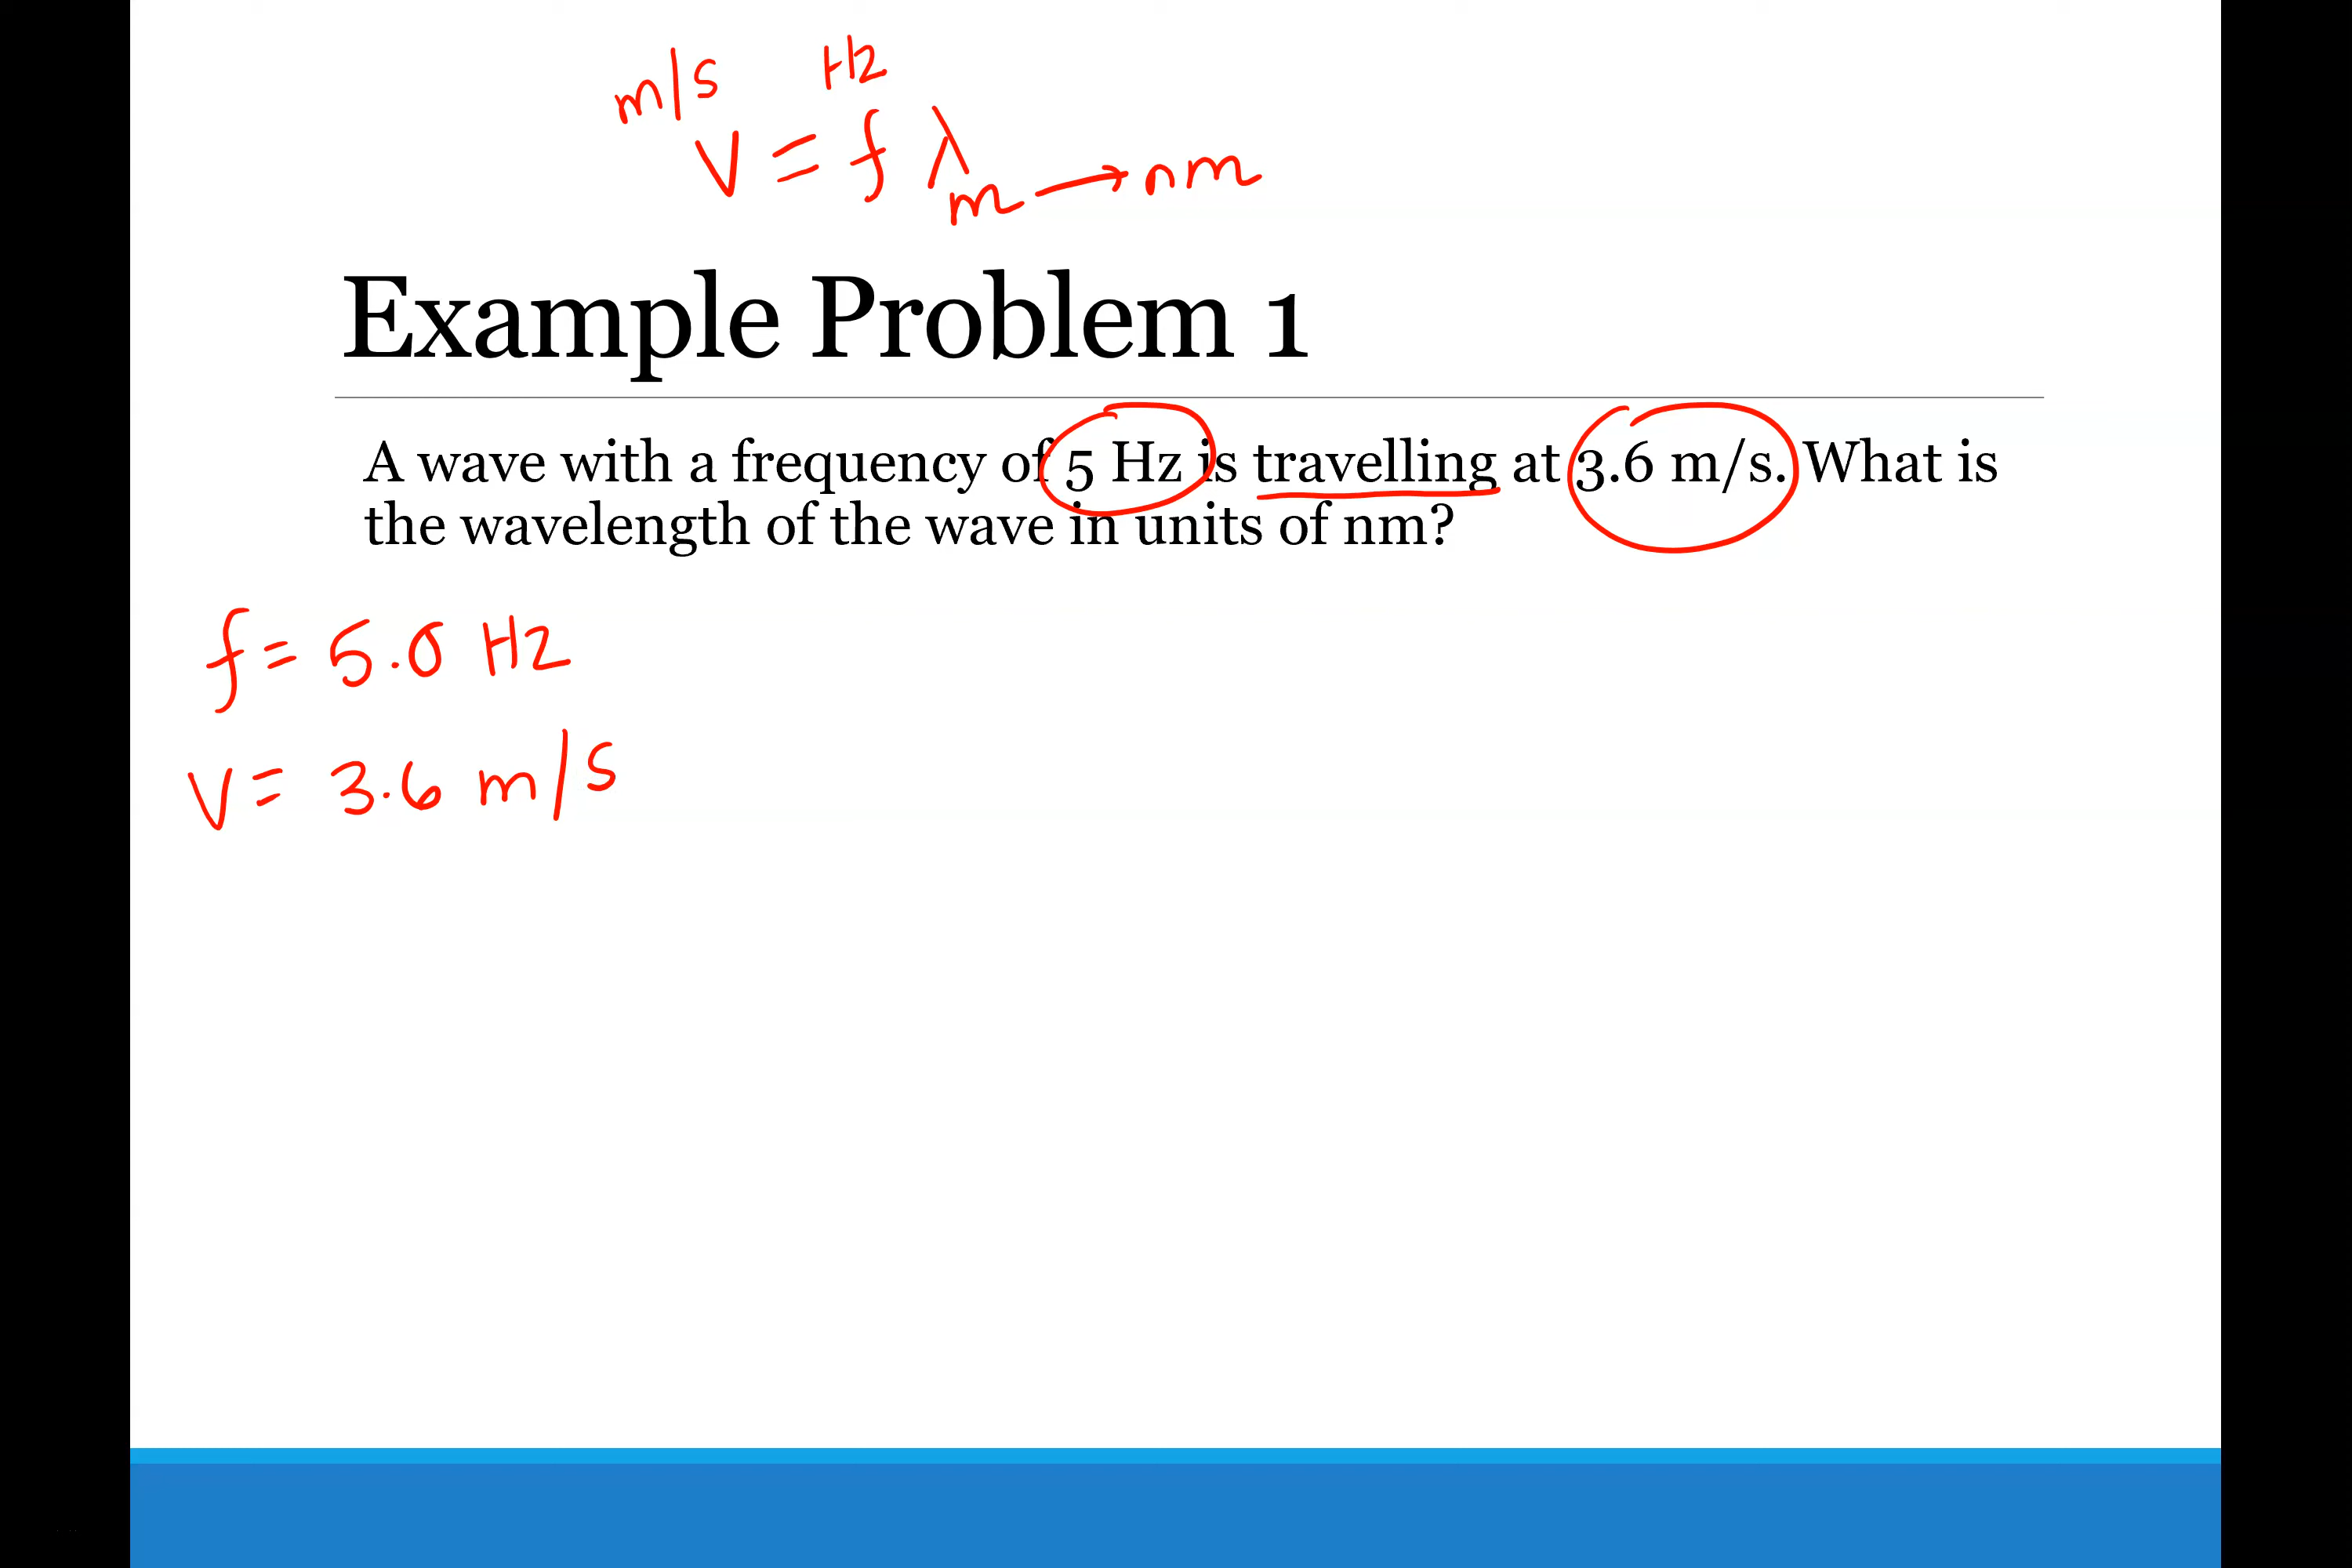 m/s Hz
v = f λ
m → nm
Example Problem 1
A wave with a frequency of 5 Hz is travelling at 3.6 m/s. What is
the wavelength of the wave in units of nm?
f = 5.0 Hz
v = 3.6 m/s